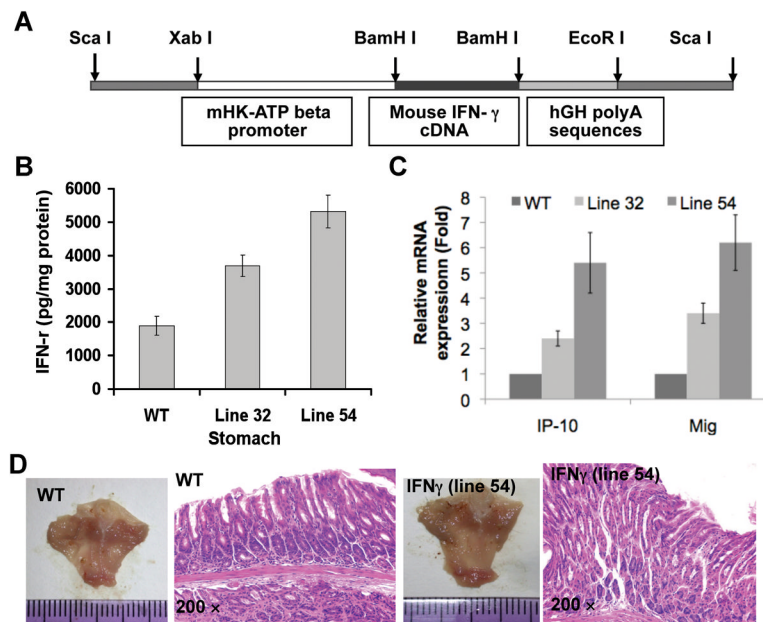 A
Sca I Xab I BamH I BamH I EcoR I Sca I
mHK-ATP beta
promoter
Mouse IFN- γ
cDNA
hGH polyA
sequences
B
IFN-r (pg/mg protein)
6000
5000
4000
3000
2000
1000
0
WT Line 32 Line 54
Stomach
C
Relative mRNA
expressionn (Fold)
8
7
6
5
4
3
2
1
0
WT Line 32 Line 54
IP-10 Mig
D
WT
WT
200 ×
IFNγ (line 54)
IFNγ (line 54)
200 ×